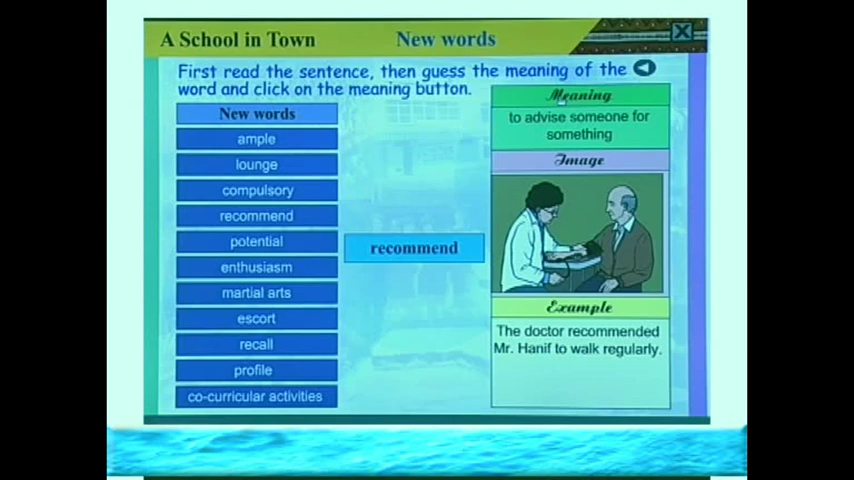 A School in Town
New words
First read the sentence, then guess the meaning of the
word and click on the meaning button.
New words
ample
lounge
compulsory
recommend
potential
enthusiasm
martial arts
escort
recall
profile
co-curricular activities
recommend
Meaning
to advise someone for
something
Image
Example
The doctor recommended
Mr. Hanif to walk regularly.